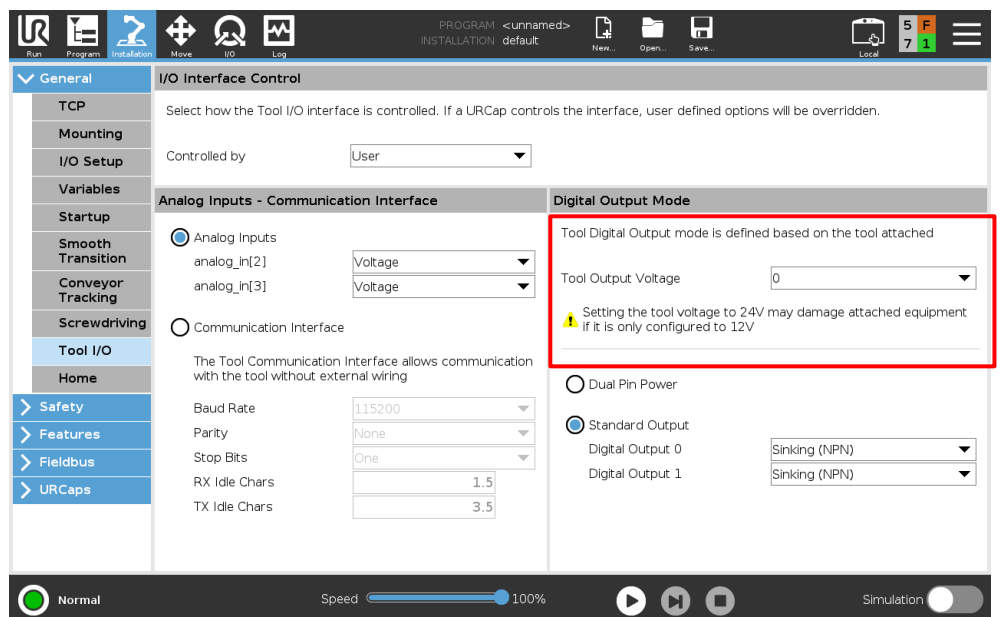 UR
Run
Program
Installation
Move
I/O
Log
PROGRAM <unnamed>
INSTALLATION default
New...
Open...
Save...
Local
5 F
7 1
General
TCP
Mounting
I/O Setup
Variables
Startup
Smooth
Transition
Conveyor
Tracking
Screwdriving
Tool I/O
Home
Safety
Features
Fieldbus
URCaps
I/O Interface Control
Select how the Tool I/O interface is controlled. If a URCap controls the interface, user defined options will be overridden.
Controlled by User
Analog Inputs - Communication Interface
Analog Inputs
analog_in[2] Voltage
analog_in[3] Voltage
Communication Interface
The Tool Communication Interface allows communication
with the tool without external wiring
Baud Rate 115200
Parity None
Stop Bits One
RX Idle Chars 1.5
TX Idle Chars 3.5
Digital Output Mode
Tool Digital Output mode is defined based on the tool attached
Tool Output Voltage 0
Setting the tool voltage to 24V may damage attached equipment
if it is only configured to 12V
Dual Pin Power
Standard Output
Digital Output 0 Sinking (NPN)
Digital Output 1 Sinking (NPN)
Normal
Speed 100%
Simulation